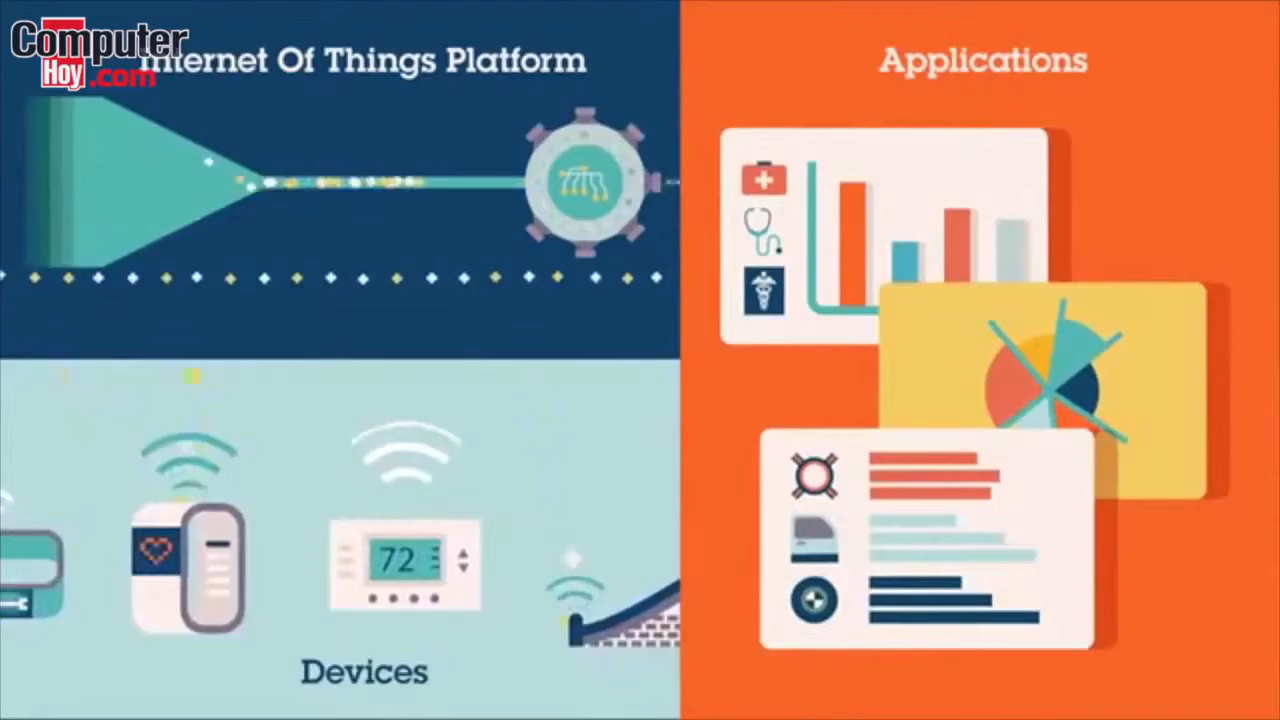 Computer
Hoy.com
Internet Of Things Platform
Applications
72
Devices